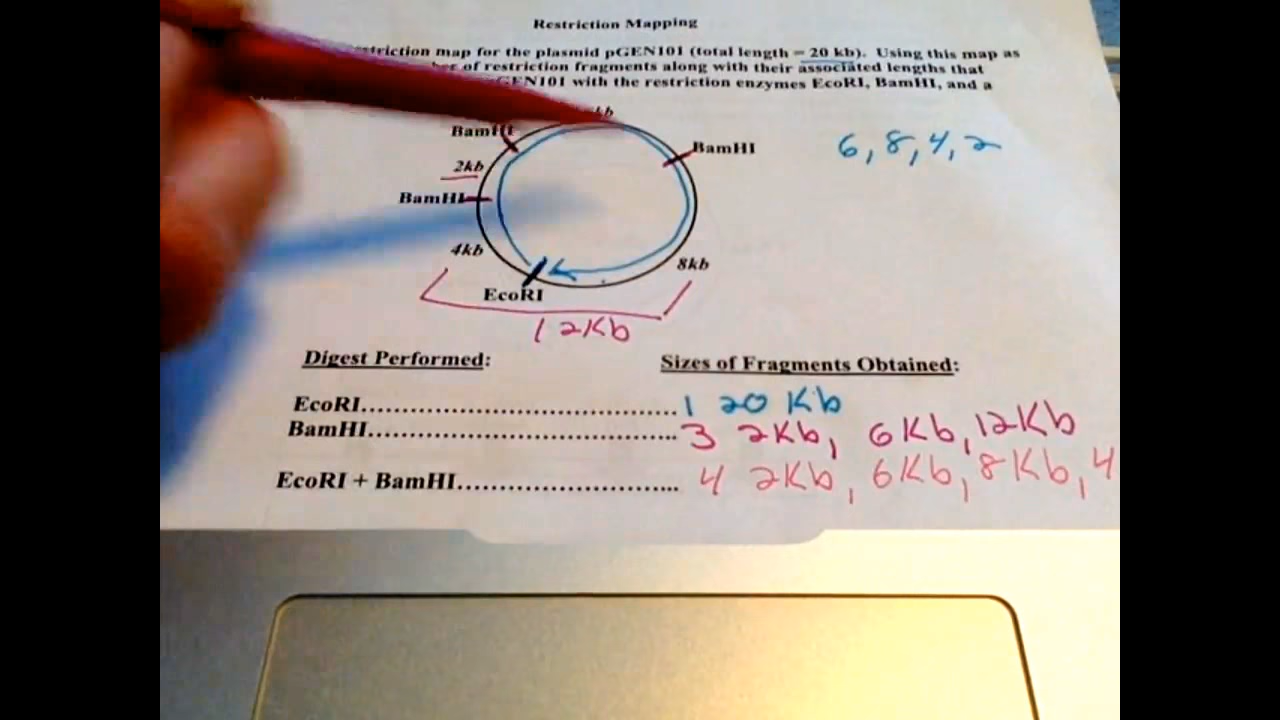 Restriction Mapping
restriction map for the plasmid pGEN101 (total length = 20 kb). Using this map as
of restriction fragments along with their associated lengths that
pGEN101 with the restriction enzymes EcoRI, BamHI, and a
kb
BamHI
BamHI
6, 8, 4, 2
2kb
BamHI
4kb
8kb
EcoRI
12Kb
Digest Performed: Sizes of Fragments Obtained:
EcoRI........................................ 1 20 Kb
BamHI........................................ 3 2Kb, 6Kb, 12Kb
EcoRI + BamHI............................ 4 2Kb, 6Kb, 8Kb, 4